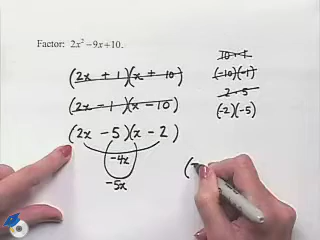 Factor: 2x² − 9x + 10.
(2x + 1)(x + 10)
(2x − 1)(x − 10)
(2x − 5)(x − 2)
−4x
−5x
10 · 1
(−10)(−1)
2 · 5
(−2)(−5)
(